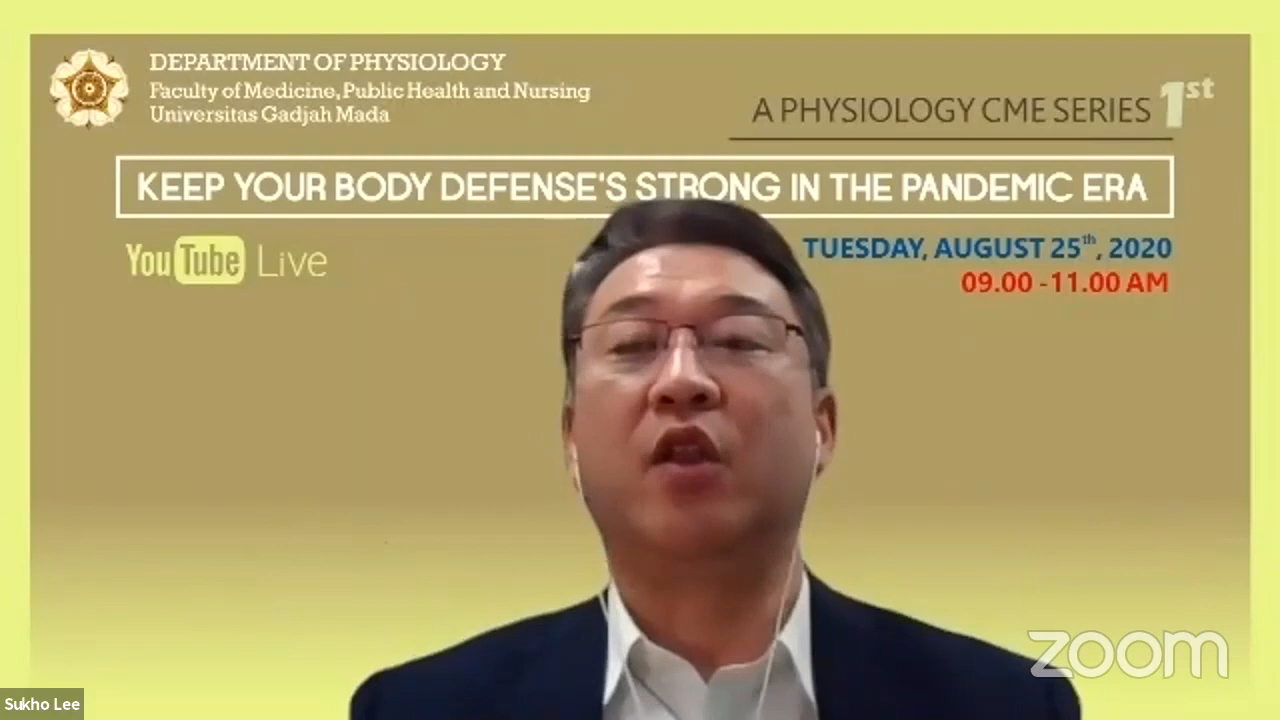 DEPARTMENT OF PHYSIOLOGY
Faculty of Medicine, Public Health and Nursing
Universitas Gadjah Mada
A PHYSIOLOGY CME SERIES 1st
KEEP YOUR BODY DEFENSE'S STRONG IN THE PANDEMIC ERA
YouTube Live
TUESDAY, AUGUST 25th, 2020
09.00 -11.00 AM
zoom
Sukho Lee